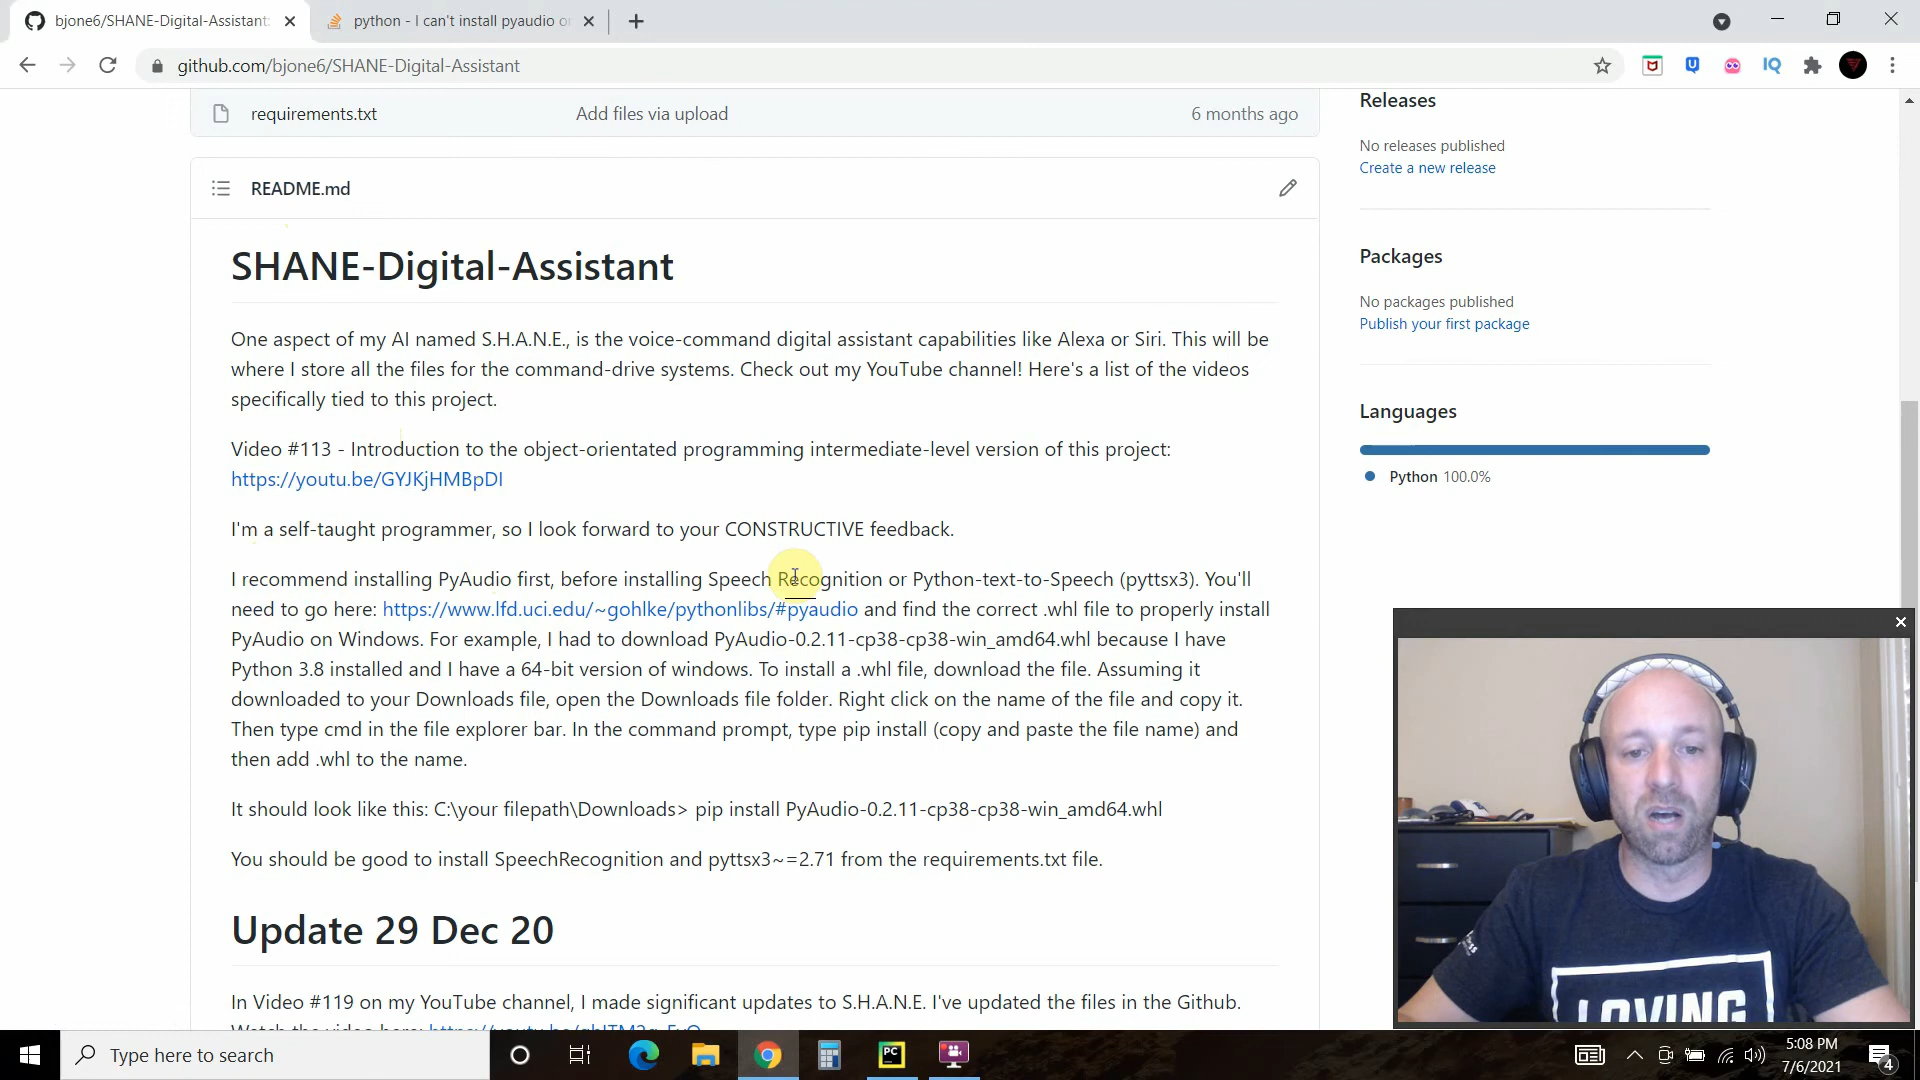 bjone6/SHANE-Digital-Assistant:
python - I can't install pyaudio on
github.com/bjone6/SHANE-Digital-Assistant
IQ
requirements.txt
Add files via upload
6 months ago
README.md
SHANE-Digital-Assistant
One aspect of my AI named S.H.A.N.E., is the voice-command digital assistant capabilities like Alexa or Siri. This will be
where I store all the files for the command-drive systems. Check out my YouTube channel! Here's a list of the videos
specifically tied to this project.
Video #113 - Introduction to the object-orientated programming intermediate-level version of this project:
https://youtu.be/GYJKjHMBpDI
I'm a self-taught programmer, so I look forward to your CONSTRUCTIVE feedback.
I recommend installing PyAudio first, before installing Speech Recognition or Python-text-to-Speech (pyttsx3). You'll
need to go here: https://www.lfd.uci.edu/~gohlke/pythonlibs/#pyaudio and find the correct .whl file to properly install
PyAudio on Windows. For example, I had to download PyAudio-0.2.11-cp38-cp38-win_amd64.whl because I have
Python 3.8 installed and I have a 64-bit version of windows. To install a .whl file, download the file. Assuming it
downloaded to your Downloads file, open the Downloads file folder. Right click on the name of the file and copy it.
Then type cmd in the file explorer bar. In the command prompt, type pip install (copy and paste the file name) and
then add .whl to the name.
It should look like this: C:\your filepath\Downloads> pip install PyAudio-0.2.11-cp38-cp38-win_amd64.whl
You should be good to install SpeechRecognition and pyttsx3~=2.71 from the requirements.txt file.
Update 29 Dec 20
In Video #119 on my YouTube channel, I made significant updates to S.H.A.N.E. I've updated the files in the Github.
Releases
No releases published
Create a new release
Packages
No packages published
Publish your first package
Languages
Python 100.0%
LOVING
Type here to search
PC
5:08 PM
7/6/2021
4